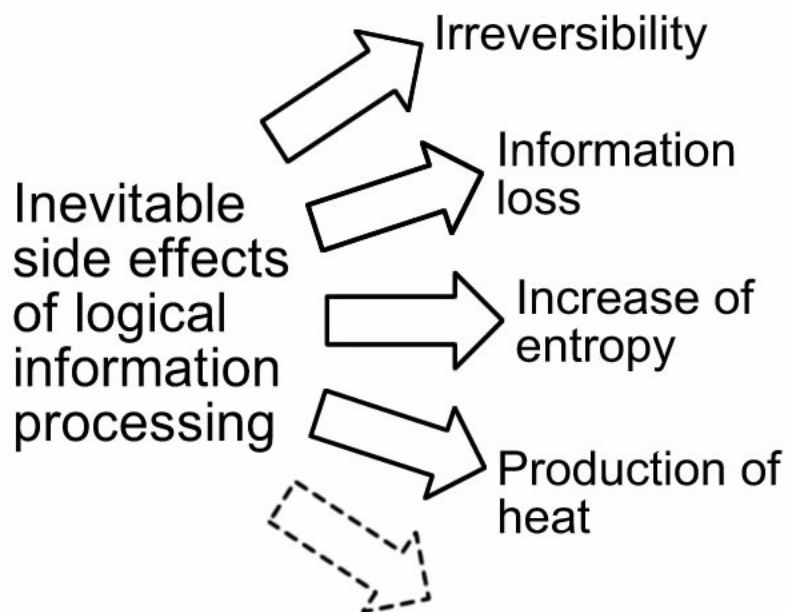 Irreversibility
Information
loss
Inevitable
side effects
of logical
information
processing
Increase of
entropy
Production of
heat